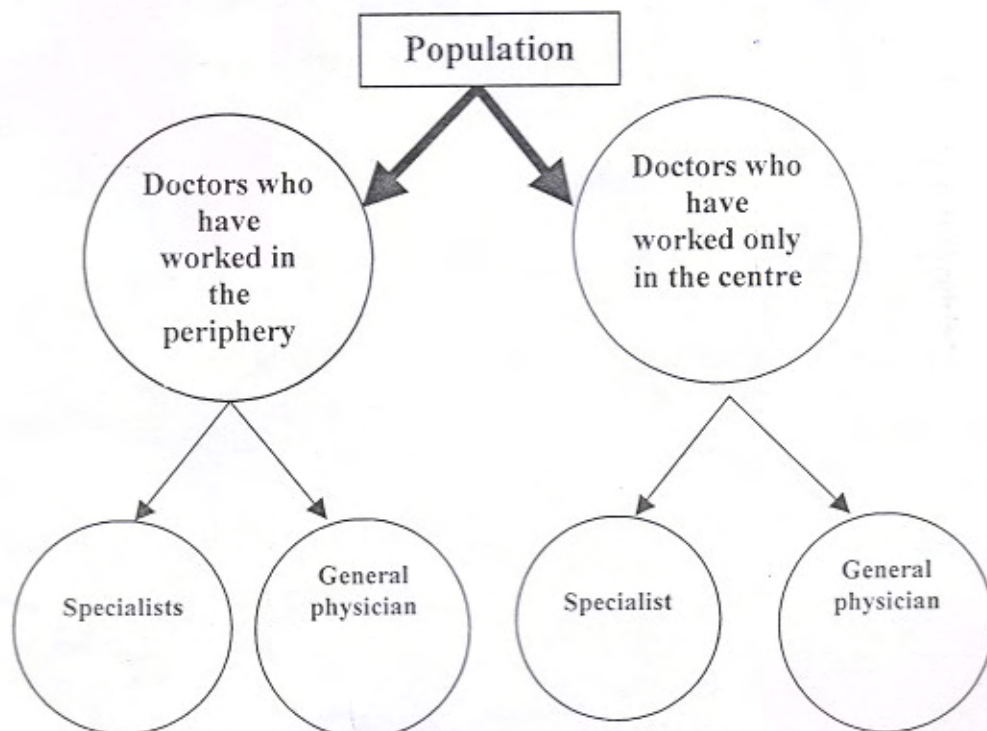 Population
Doctors who
have
worked in
the
periphery
Doctors who
have
worked only
in the centre
Specialists
General
physician
Specialist
General
physician